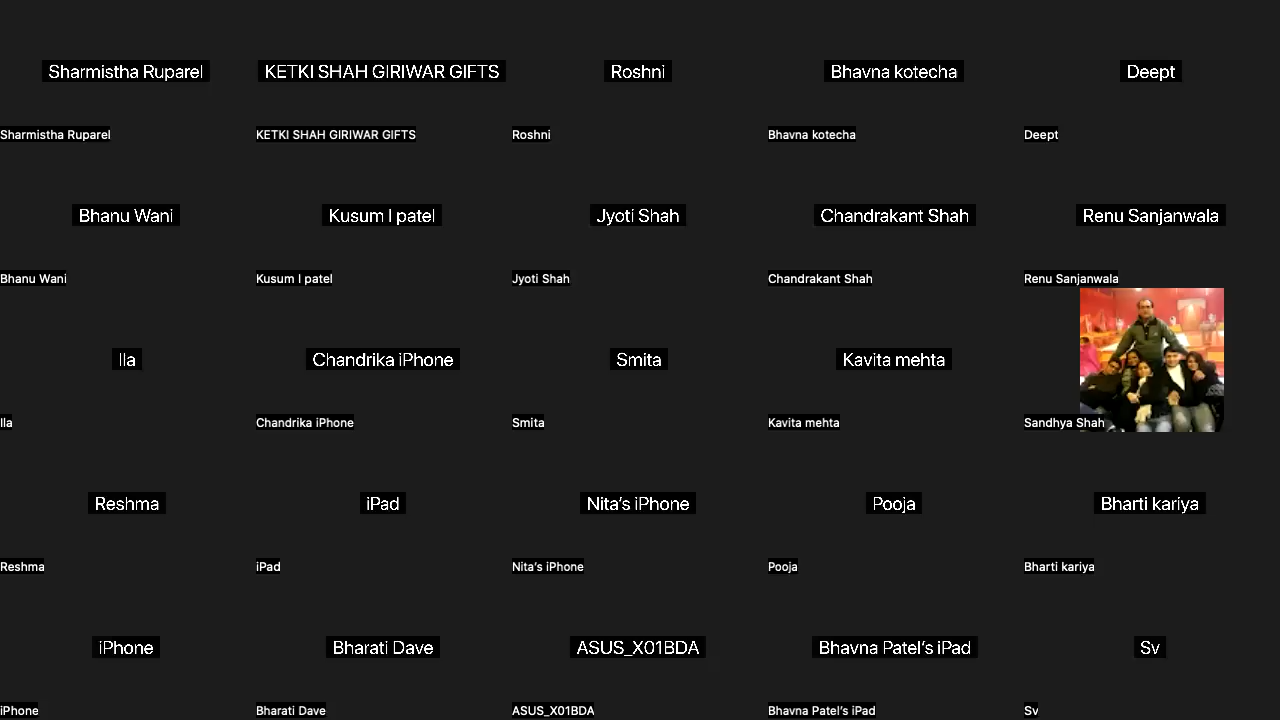 Sharmistha Ruparel
KETKI SHAH GIRIWAR GIFTS
Roshni
Bhavna kotecha
Deept
Sharmistha Ruparel
KETKI SHAH GIRIWAR GIFTS
Roshni
Bhavna kotecha
Deept
Bhanu Wani
Kusum I patel
Jyoti Shah
Chandrakant Shah
Renu Sanjanwala
Bhanu Wani
Kusum I patel
Jyoti Shah
Chandrakant Shah
Renu Sanjanwala
Ila
Chandrika iPhone
Smita
Kavita mehta
Ila
Chandrika iPhone
Smita
Kavita mehta
Sandhya Shah
Reshma
iPad
Nita’s iPhone
Pooja
Bharti kariya
Reshma
iPad
Nita’s iPhone
Pooja
Bharti kariya
iPhone
Bharati Dave
ASUS_X01BDA
Bhavna Patel’s iPad
Sv
iPhone
Bharati Dave
ASUS_X01BDA
Bhavna Patel’s iPad
Sv